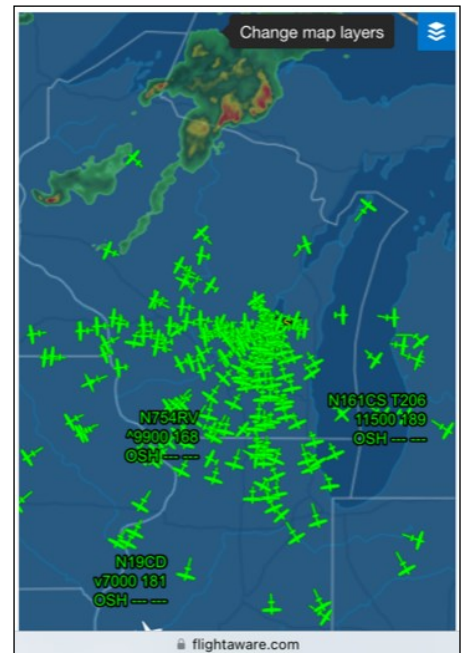 Change map layers
N754RV
^9900 168
OSH --- ---
N161CS T206
11500 189
OSH --- ---
N19CD
v7000 181
OSH --- ---
flightaware.com